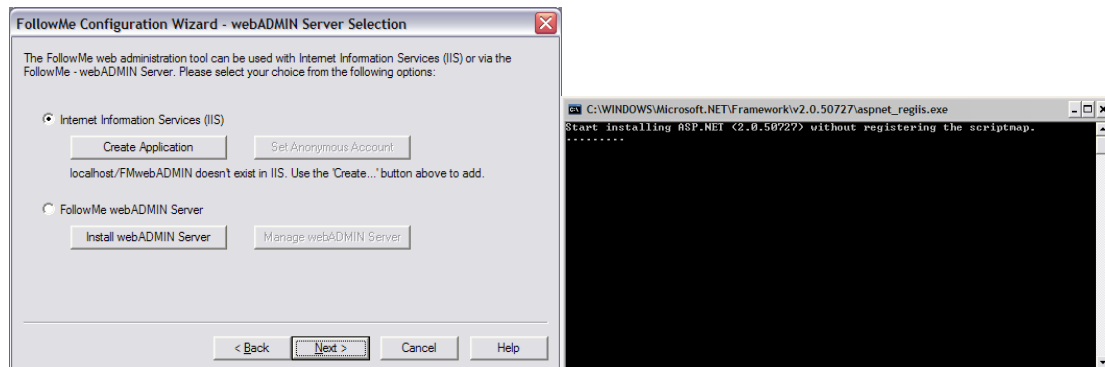 FollowMe Configuration Wizard - webADMIN Server Selection
The FollowMe web administration tool can be used with Internet Information Services (IIS) or via the
FollowMe - webADMIN Server. Please select your choice from the following options:
Internet Information Services (IIS)
Create Application
Set Anonymous Account
localhost/FMwebADMIN doesn't exist in IIS. Use the 'Create...' button above to add.
FollowMe webADMIN Server
Install webADMIN Server
Manage webADMIN Server
< Back
Next >
Cancel
Help
C:\WINDOWS\Microsoft.NET\Framework\v2.0.50727\aspnet_regiis.exe
Start installing ASP.NET (2.0.50727) without registering the scriptmap.
.........